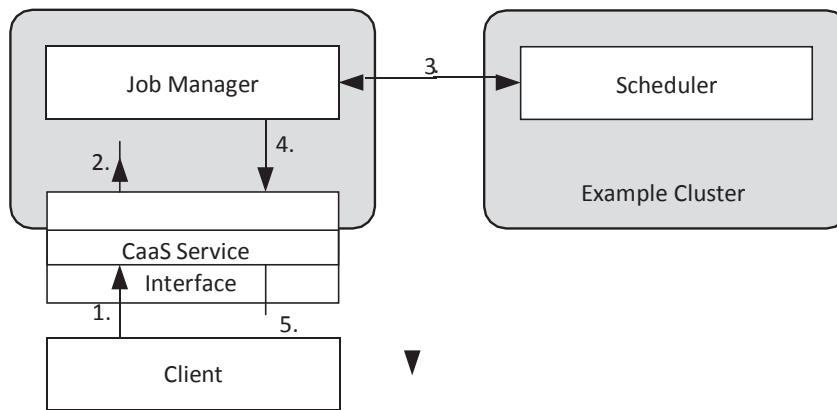 3.
Job Manager
Scheduler
2.
4.
Example Cluster
CaaS Service
Interface
1.
5.
Client